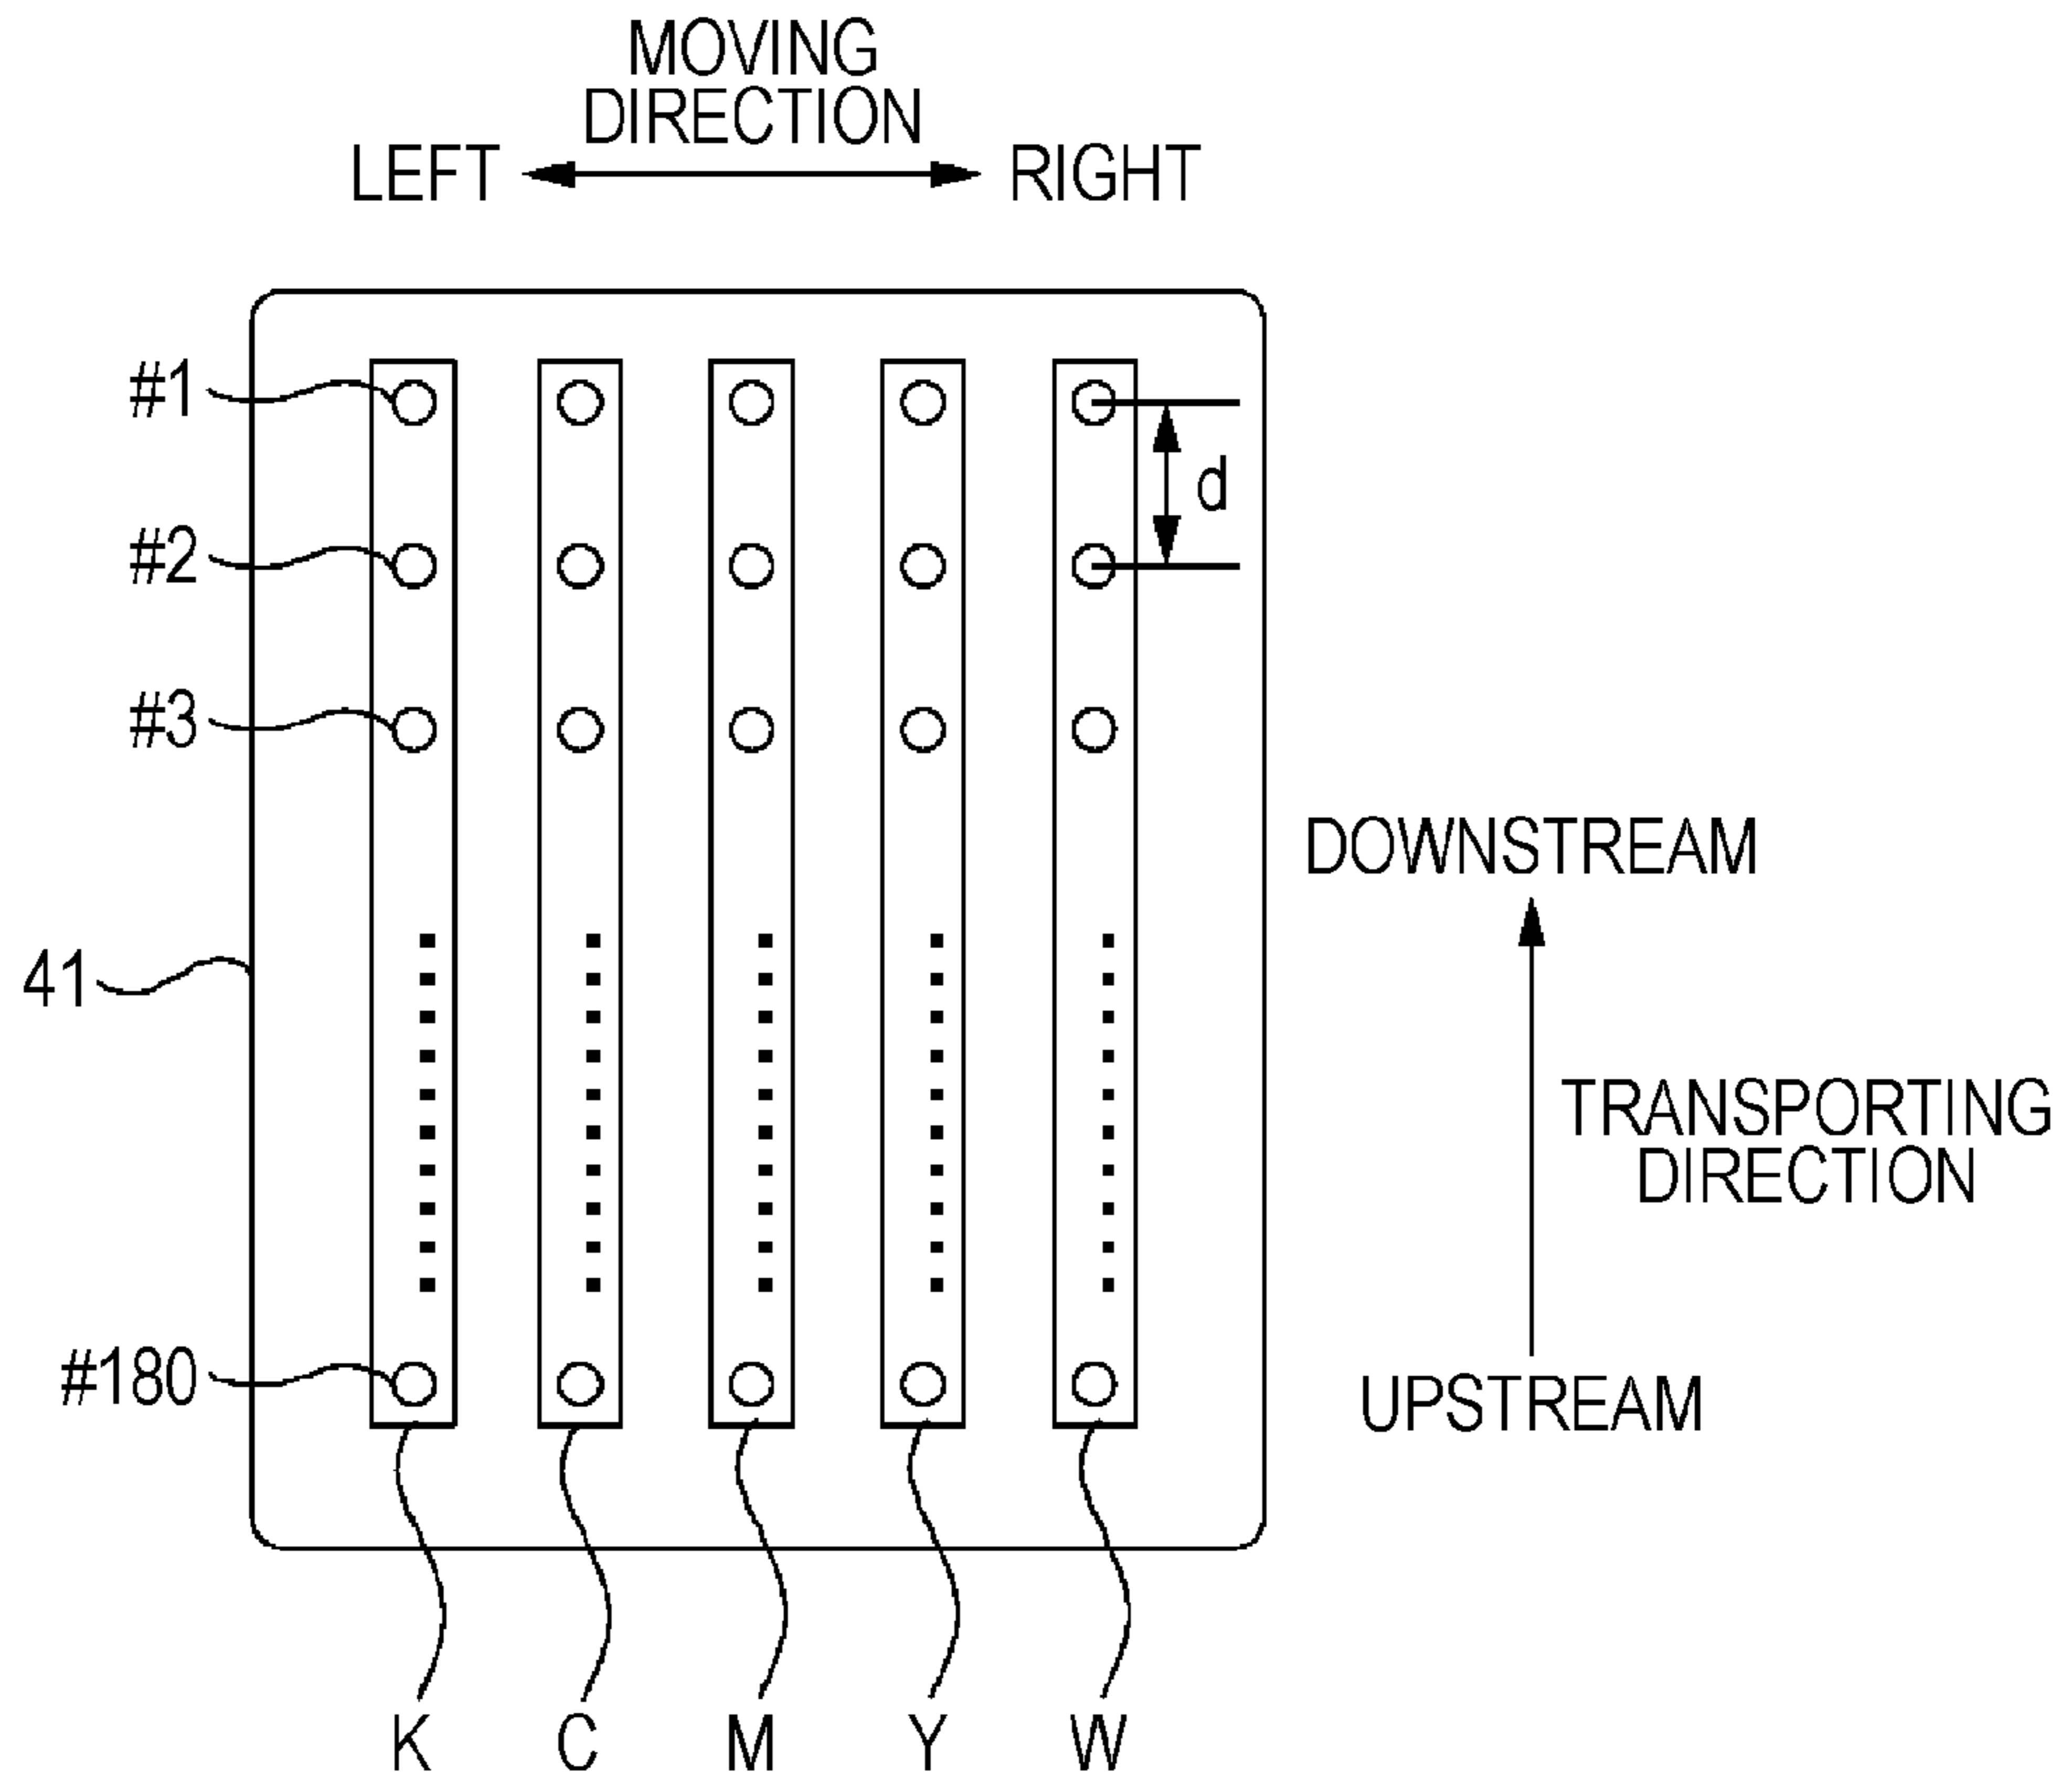 MOVING
DIRECTION
LEFT RIGHT
#1
d
#2
#3
DOWNSTREAM
41
TRANSPORTING
DIRECTION
#180
UPSTREAM
K C M Y W